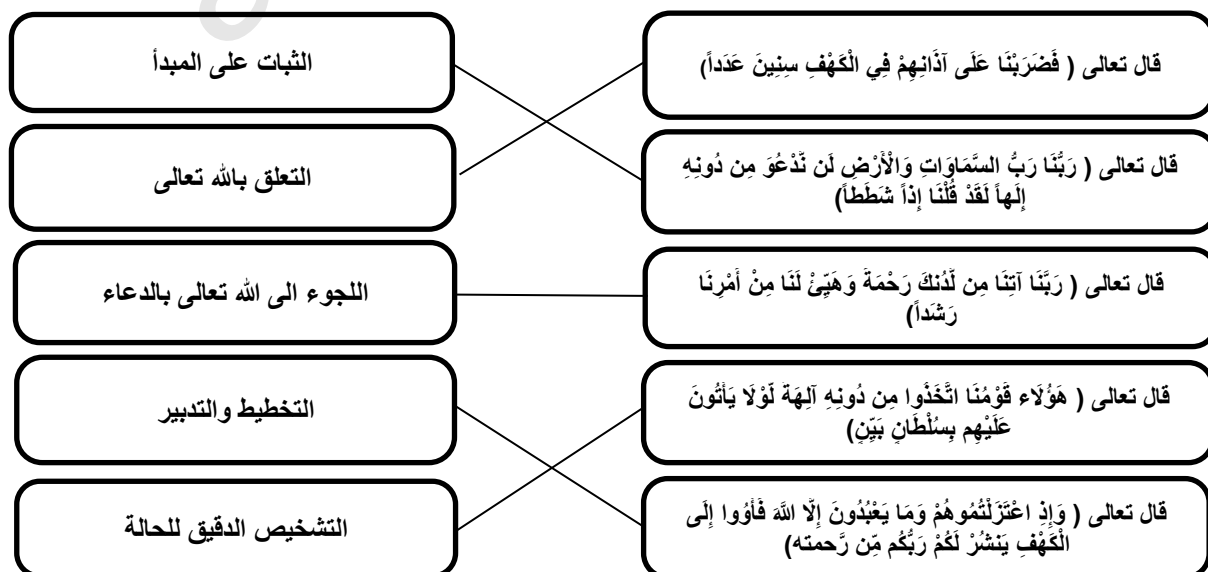 قال تعالى ( فَضَرَبْنَا عَلَى آذَانِهِمْ فِي الْكَهْفِ سِنِينَ عَدَداً)
الثبات على المبدأ
قال تعالى ( رَبُّنَا رَبُّ السَّمَاوَاتِ وَالْأَرْضِ لَن نَّدْعُوَ مِن دُونِهِ
إِلَهاً لَقَدْ قُلْنَا إِذاً شَطَطاً)
التعلق بالله تعالى
قال تعالى ( رَبَّنَا آتِنَا مِن لَّدُنكَ رَحْمَةً وَهَيِّئْ لَنَا مِنْ أَمْرِنَا
رَشَداً)
اللجوء الى الله تعالى بالدعاء
قال تعالى ( هَؤُلَاء قَوْمُنَا اتَّخَذُوا مِن دُونِهِ آلِهَةً لَّوْلَا يَأْتُونَ
عَلَيْهِم بِسُلْطَانٍ بَيِّنٍ)
التخطيط والتدبير
قال تعالى ( وَإِذِ اعْتَزَلْتُمُوهُمْ وَمَا يَعْبُدُونَ إِلَّا اللَّهَ فَأْوُوا إِلَى
الْكَهْفِ يَنشُرْ لَكُمْ رَبُّكُم مِّن رَّحمته)
التشخيص الدقيق للحالة